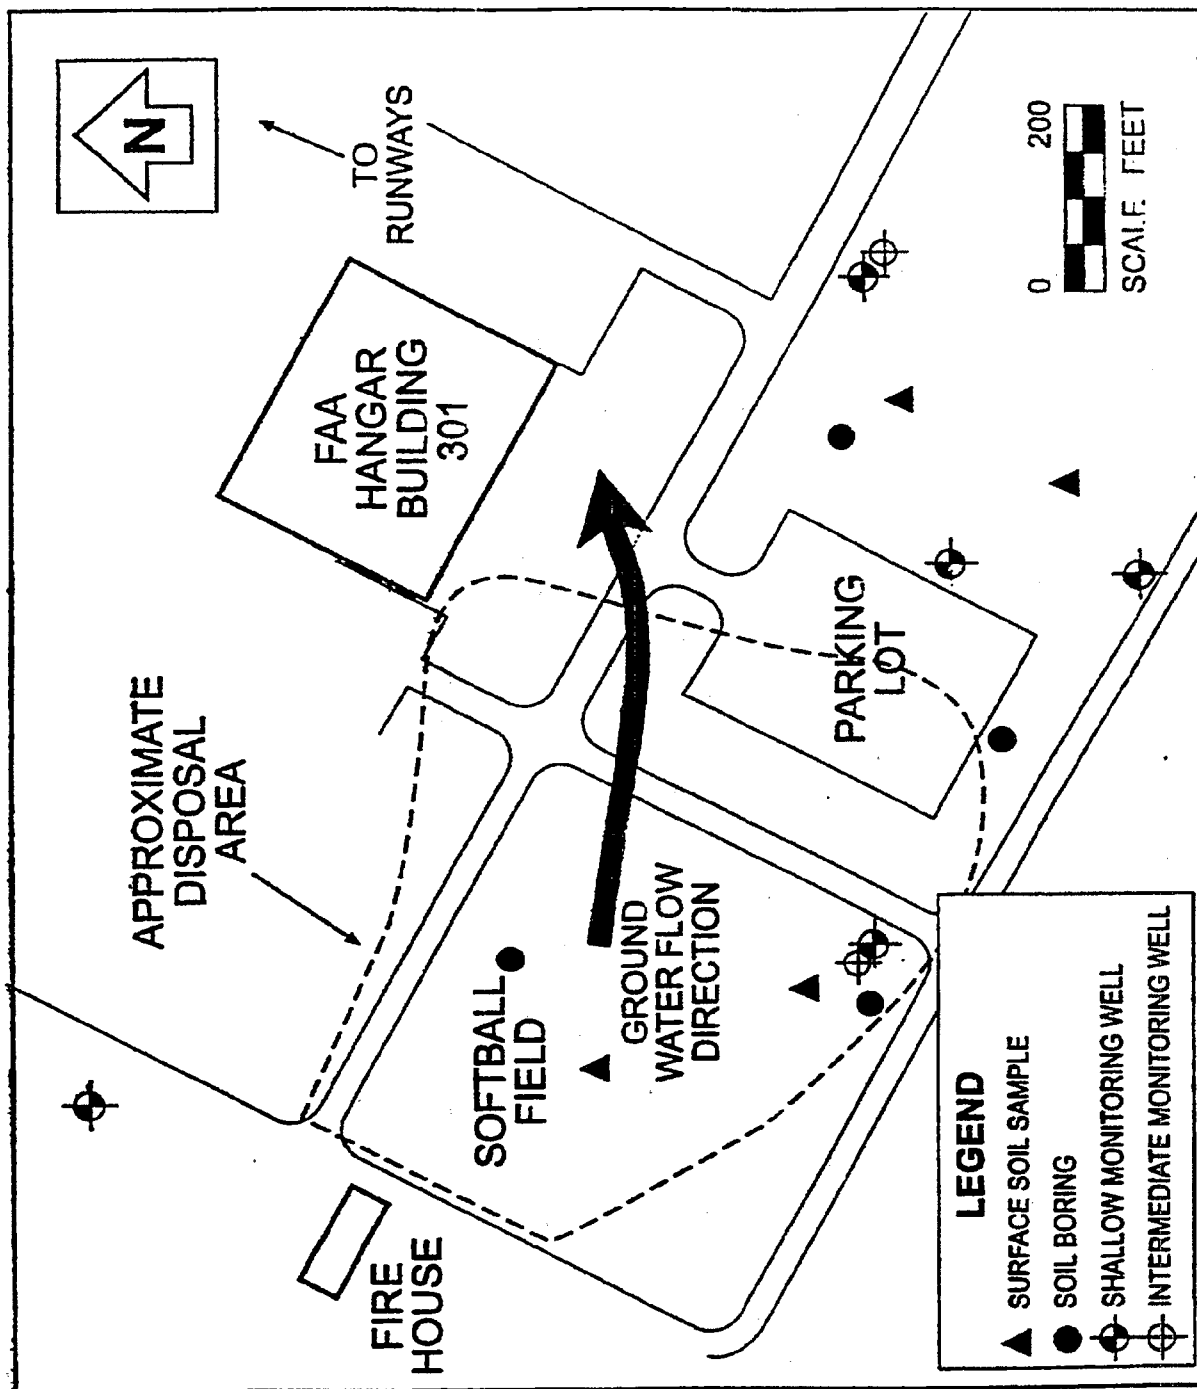 N
TO
RUNWAYS
FAA
HANGAR
BUILDING
301
APPROXIMATE
DISPOSAL
AREA
FIRE
HOUSE
SOFTBALL
FIELD
GROUND
WATER FLOW
DIRECTION
PARKING
LOT
0 200
SCALE FEET
LEGEND
SURFACE SOIL SAMPLE
SOIL BORING
SHALLOW MONITORING WELL
INTERMEDIATE MONITORING WELL